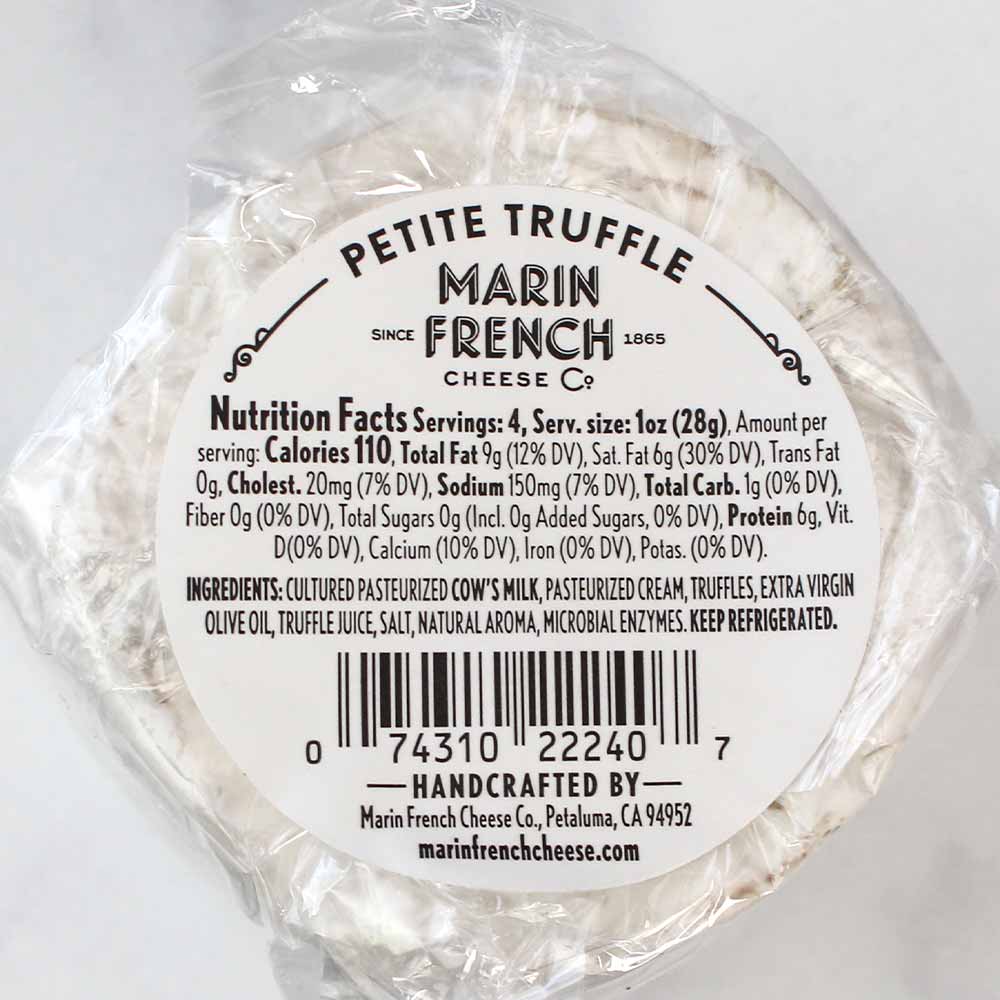 PETITE TRUFFLE
MARIN
SINCE FRENCH 1865
CHEESE Co
Nutrition Facts Servings: 4, Serv. size: 1oz (28g), Amount per
serving: Calories 110, Total Fat 9g (12% DV), Sat. Fat 6g (30% DV), Trans Fat
0g, Cholest. 20mg (7% DV), Sodium 150mg (7% DV), Total Carb. 1g (0% DV),
Fiber 0g (0% DV), Total Sugars 0g (Incl. 0g Added Sugars, 0% DV), Protein 6g, Vit.
D(0% DV), Calcium (10% DV), Iron (0% DV), Potas. (0% DV).
INGREDIENTS: CULTURED PASTEURIZED COW'S MILK, PASTEURIZED CREAM, TRUFFLES, EXTRA VIRGIN
OLIVE OIL, TRUFFLE JUICE, SALT, NATURAL AROMA, MICROBIAL ENZYMES. KEEP REFRIGERATED.
0 74310 22240 7
HANDCRAFTED BY
Marin French Cheese Co., Petaluma, CA 94952
marinfrenchcheese.com